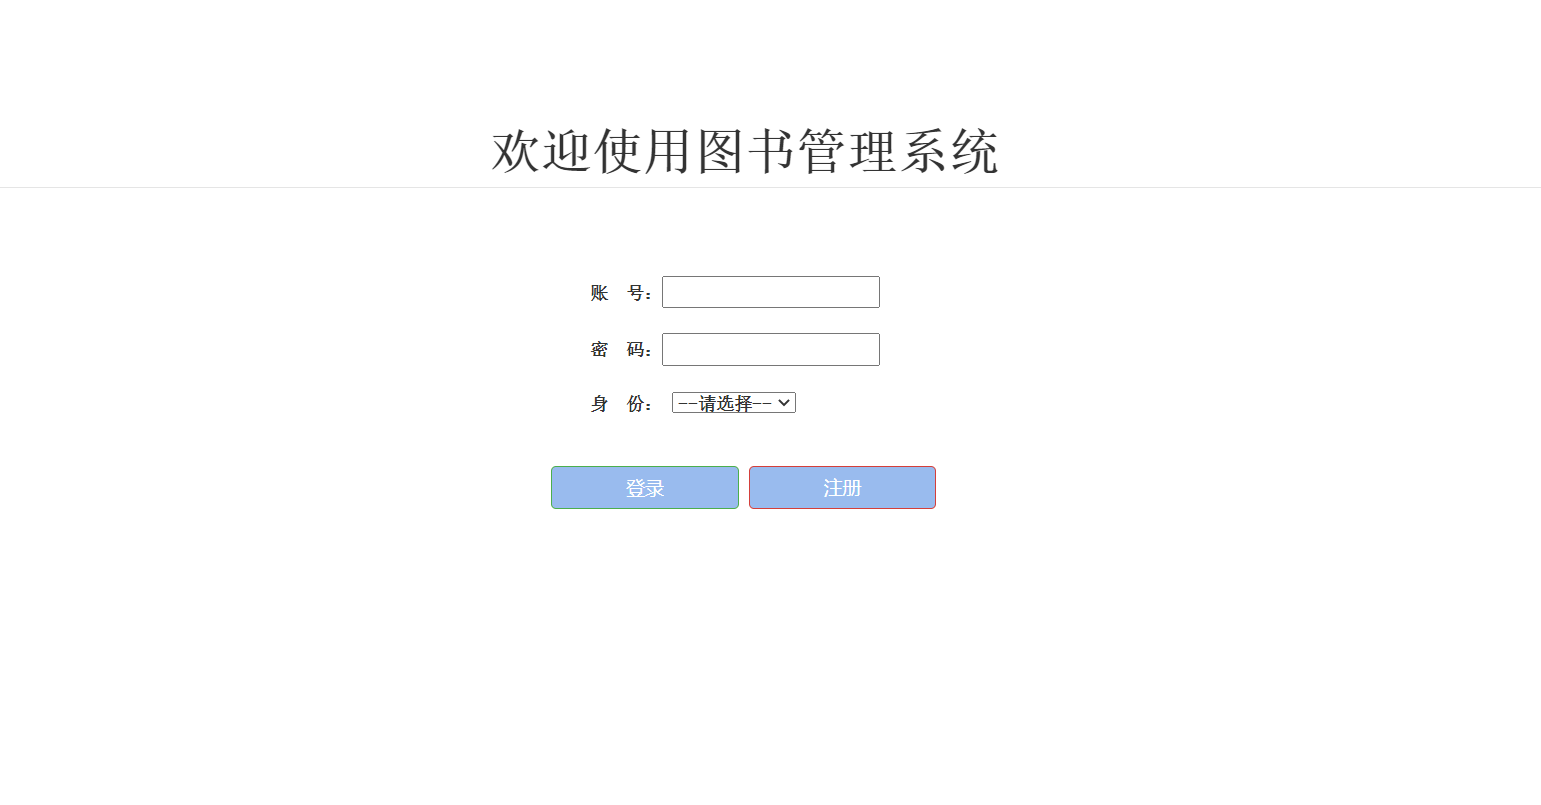 欢迎使用图书管理系统
账 号：
密 码：
身 份： --请选择--
登录 注册